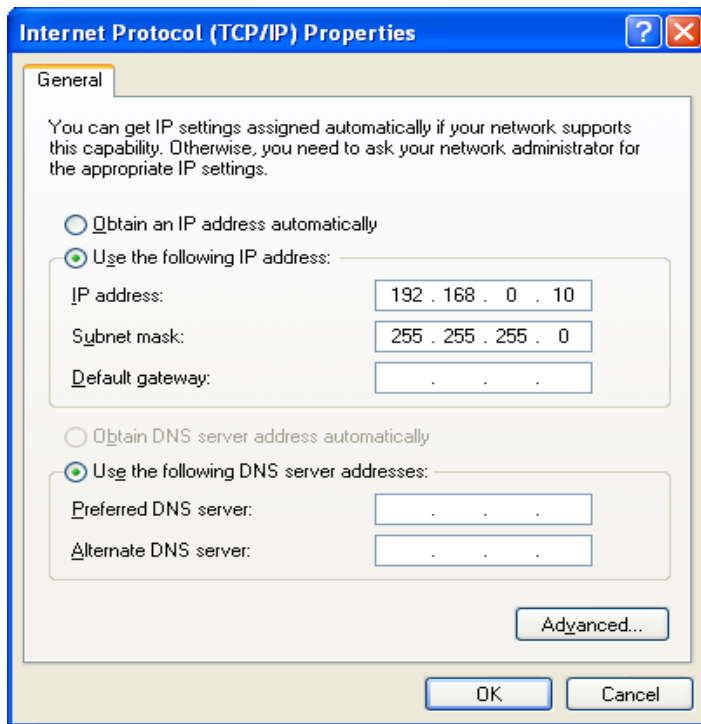 Internet Protocol (TCP/IP) Properties
General
You can get IP settings assigned automatically if your network supports
this capability. Otherwise, you need to ask your network administrator for
the appropriate IP settings.
Obtain an IP address automatically
Use the following IP address:
IP address: 192 . 168 . 0 . 10
Subnet mask: 255 . 255 . 255 . 0
Default gateway: . . .
Obtain DNS server address automatically
Use the following DNS server addresses:
Preferred DNS server: . . .
Alternate DNS server: . . .
Advanced...
OK Cancel